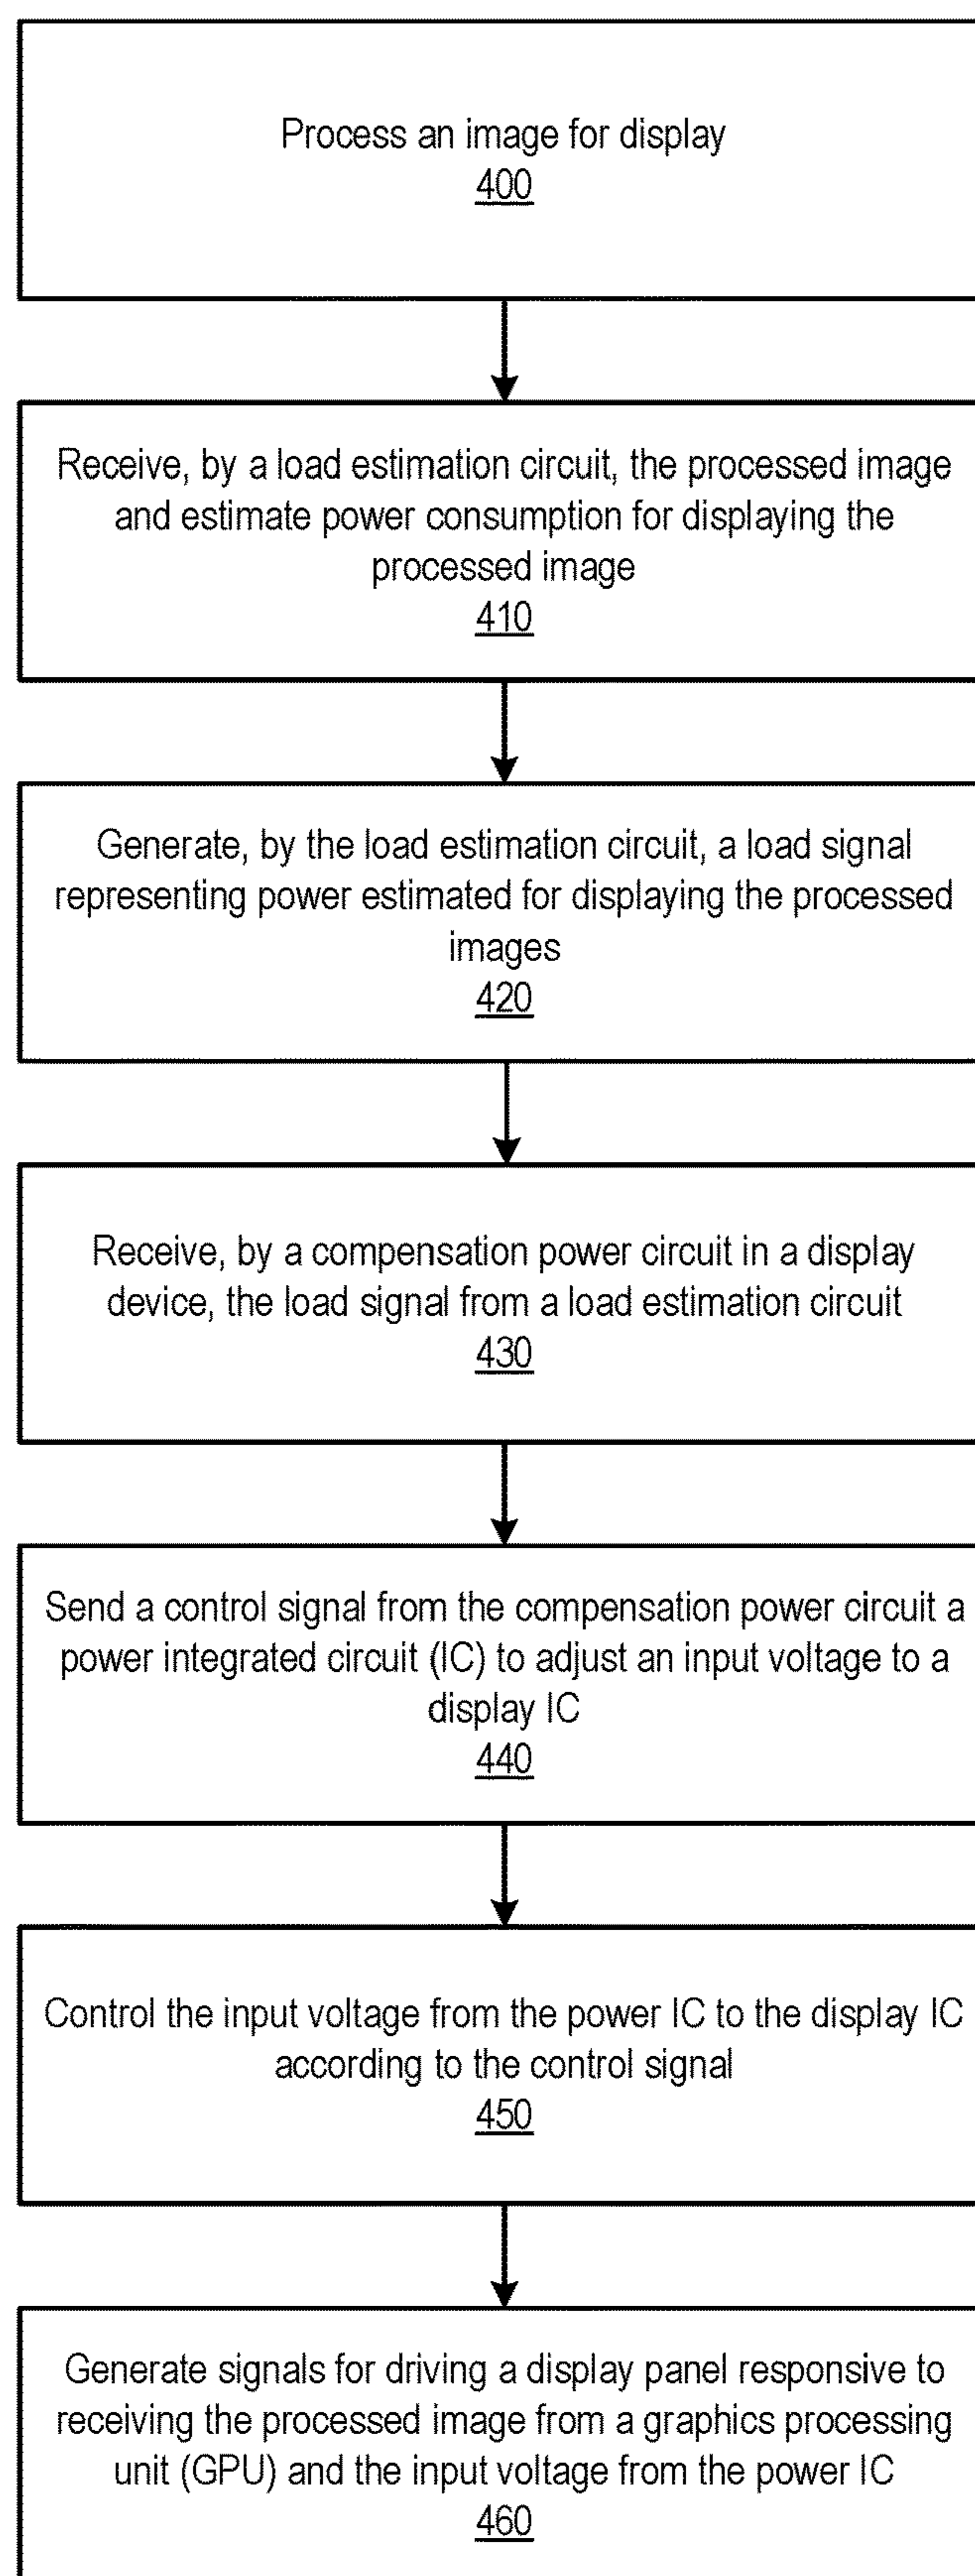 Process an image for display
400
Receive, by a load estimation circuit, the processed image
and estimate power consumption for displaying the
processed image
410
Generate, by the load estimation circuit, a load signal
representing power estimated for displaying the processed
images
420
Receive, by a compensation power circuit in a display
device, the load signal from a load estimation circuit
430
Send a control signal from the compensation power circuit a
power integrated circuit (IC) to adjust an input voltage to a
display IC
440
Control the input voltage from the power IC to the display IC
according to the control signal
450
Generate signals for driving a display panel responsive to
receiving the processed image from a graphics processing
unit (GPU) and the input voltage from the power IC
460